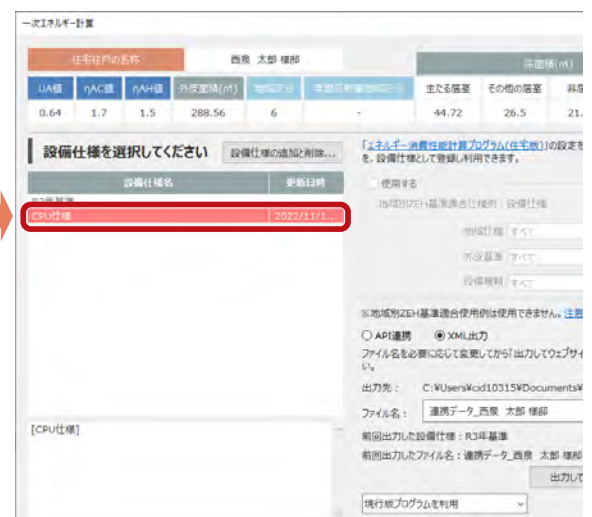 一次エネルギー計算
住宅住戸の名称 西泉 太郎 様邸 床面積(㎡)
UA値 ηAC値 ηAH値 外皮面積(㎡) 地域区分 主たる居室 その他の居室 非居
0.64 1.7 1.5 288.56 6 - 44.72 26.5 21.
設備仕様を選択してください 設備仕様の追加と削除...
「エネルギー消費性能計算プログラム(住宅版)」の設定を
を、設備仕様として登録し利用できます。
設備仕様名 更新日時
使用する
R3年基準
CPU仕様 2022/11/1...
地域別ZEH基準適合仕様例:設備仕様
地域仕様 すべて
外皮基準 すべて
設備種類 すべて
※地域別ZEH基準適合使用例は使用できません。注意
API連携 XML出力
ファイル名を必要に応じて変更してから「出力してウェブサイ
い。
出力先: C:¥Users¥cid10315¥Documents¥
ファイル名: 連携データ_西泉 太郎 様邸
[CPU仕様]
前回出力した設備仕様:R3年基準
前回出力したファイル名:連携データ_西泉 太郎 様邸
出力して
現行版プログラムを利用